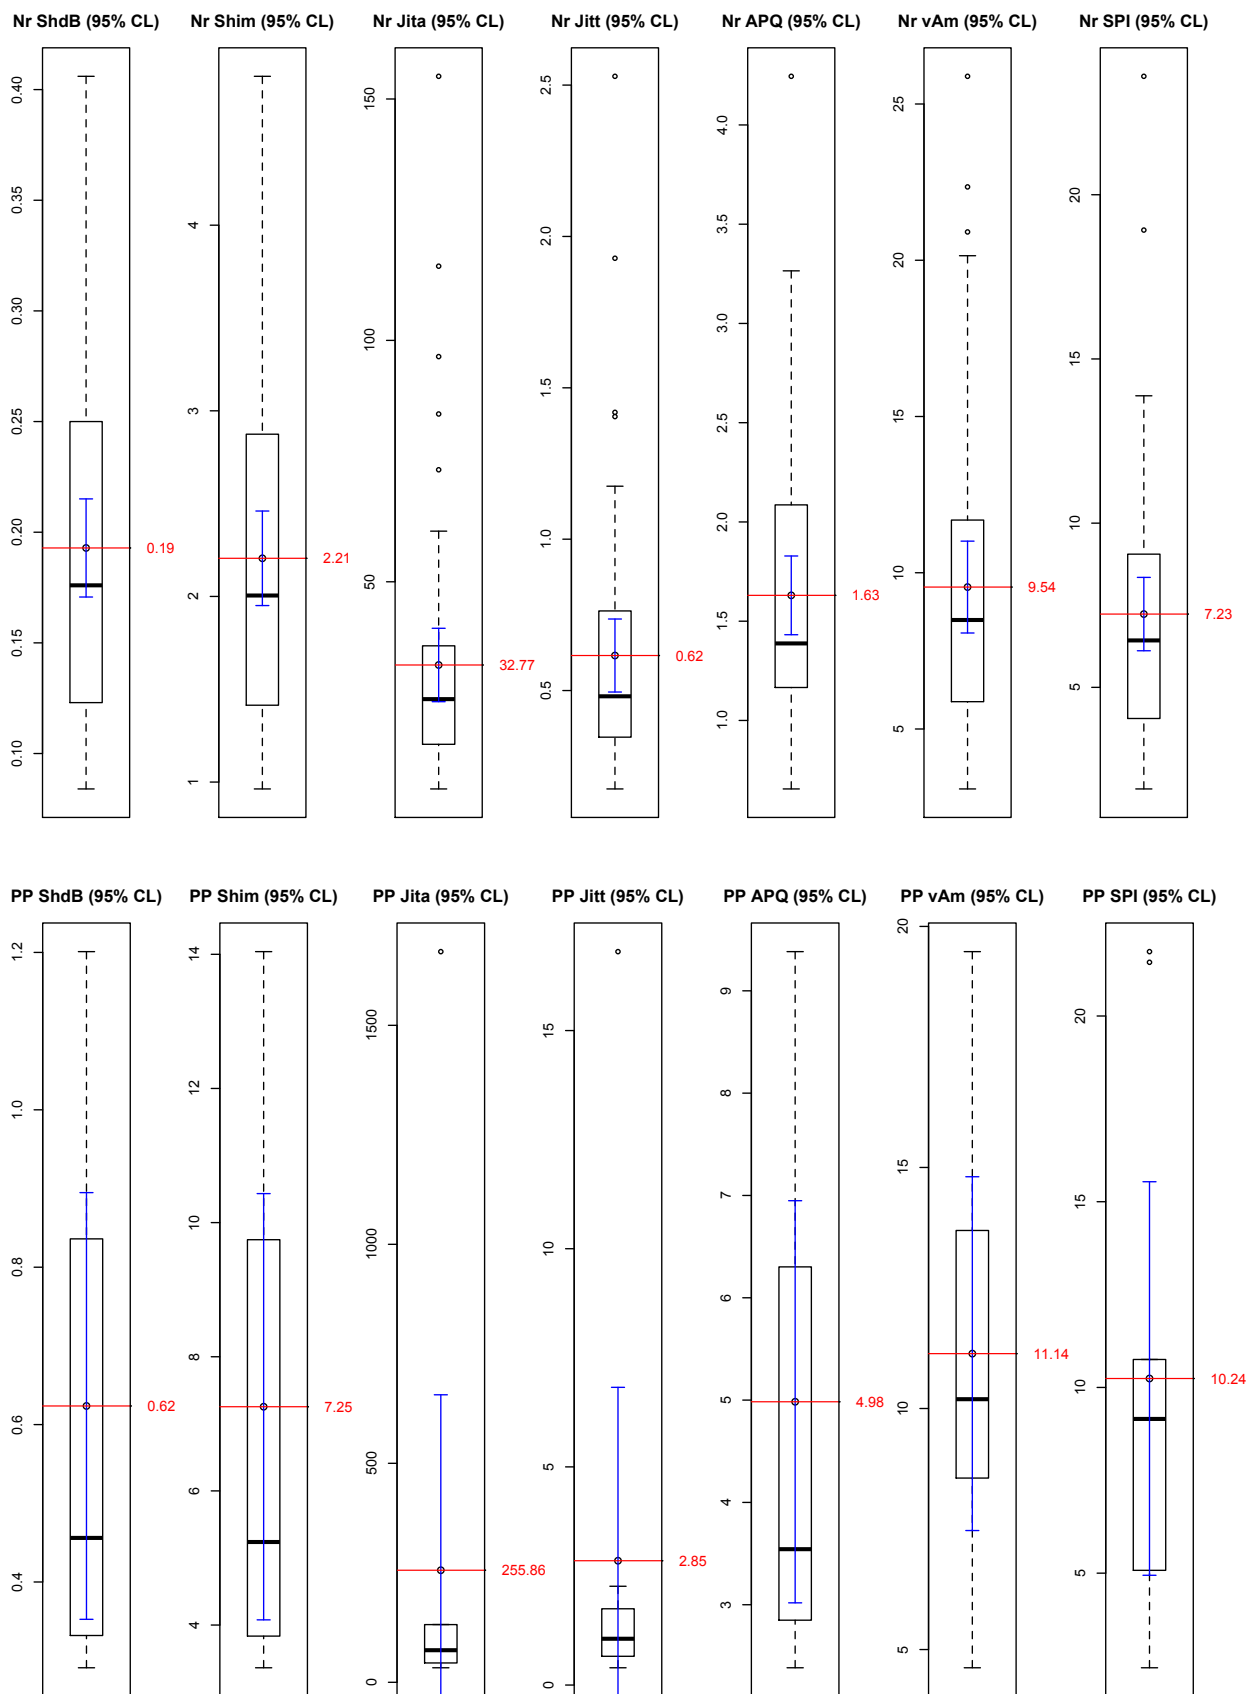 Nr ShdB (95% CL)
0.10 0.15 0.20 0.25 0.30 0.35 0.40
0.19
Nr Shim (95% CL)
1 2 3 4
2.21
Nr Jita (95% CL)
50 100 150
32.77
Nr Jitt (95% CL)
0.5 1.0 1.5 2.0 2.5
0.62
Nr APQ (95% CL)
1.0 1.5 2.0 2.5 3.0 3.5 4.0
1.63
Nr vAm (95% CL)
5 10 15 20 25
9.54
Nr SPI (95% CL)
5 10 15 20
7.23
PP ShdB (95% CL)
0.4 0.6 0.8 1.0 1.2
0.62
PP Shim (95% CL)
4 6 8 10 12 14
7.25
PP Jita (95% CL)
0 500 1000 1500
255.86
PP Jitt (95% CL)
0 5 10 15
2.85
PP APQ (95% CL)
3 4 5 6 7 8 9
4.98
PP vAm (95% CL)
5 10 15 20
11.14
PP SPI (95% CL)
5 10 15 20
10.24